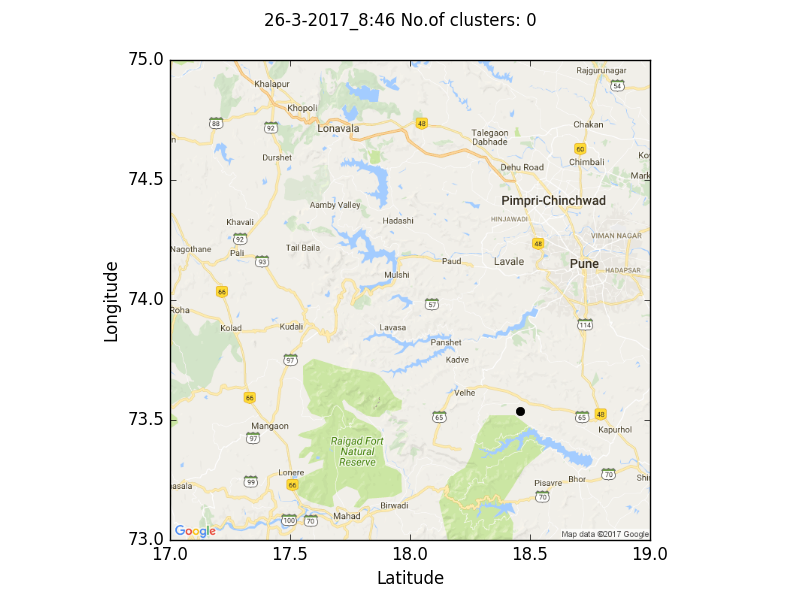 26-3-2017_8:46 No.of clusters: 0
75.0
Rajgurunagar
Khalapur
54
Khopoli
88
92
Lonavala
48
Chakan
Talegaon
Dabhade
60
Durshet
Chimbali
Dehu Road
74.5
Mark
Pimpri-Chinchwad
Aamby Valley
HINJAWADI
Khavali
Hadashi
92
VIMAN NAGAR
48
Nagothane
Pali
Tail Baila
93
Paud
Lavale
Pune
HADAPSAR
Mulshi
66
74.0
57
Roha
Kolad
Kudali
Lavasa
114
Panshet
97
Kadve
Longitude
66
Velhe
73.5
65
65
48
Mangaon
Kapurhol
97
Raigad Fort
Natural
Reserve
Lonere
99
66
70
Bhor
Pisavre
70
Birwadi
Mahad
100
70
Google
Map data ©2017 Google
73.0
17.0
17.5
18.0
18.5
19.0
Latitude